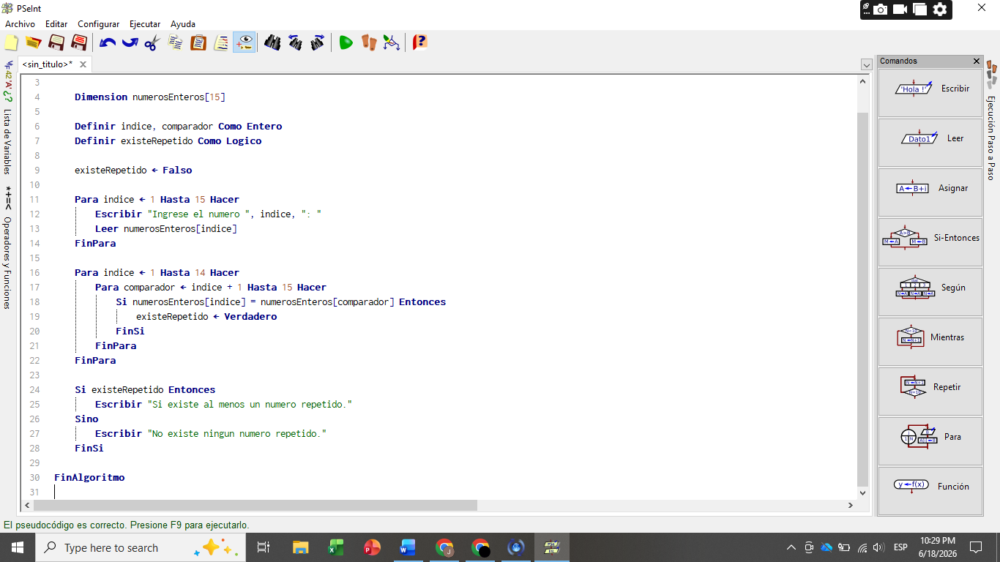 PSeInt
Archivo Editar Configurar Ejecutar Ayuda
<sin_titulo>*
Lista de Variables
*+=< Operadores y Funciones
3
4 Dimension numerosEnteros[15]
5
6 Definir indice, comparador Como Entero
7 Definir existeRepetido Como Logico
8
9 existeRepetido ← Falso
10
11 Para indice ← 1 Hasta 15 Hacer
12 Escribir "Ingrese el numero ", indice, ": "
13 Leer numerosEnteros[indice]
14 FinPara
15
16 Para indice ← 1 Hasta 14 Hacer
17 Para comparador ← indice + 1 Hasta 15 Hacer
18 Si numerosEnteros[indice] = numerosEnteros[comparador] Entonces
19 existeRepetido ← Verdadero
20 FinSi
21 FinPara
22 FinPara
23
24 Si existeRepetido Entonces
25 Escribir "Si existe al menos un numero repetido."
26 Sino
27 Escribir "No existe ningun numero repetido."
28 FinSi
29
30 FinAlgoritmo
31
Comandos
'Hola !' Escribir
Dato1 Leer
A←B+i Asignar
Si-Entonces
Según
Mientras
Repetir
Para
y←f(x) Función
Ejecución Paso a Paso
El pseudocódigo es correcto. Presione F9 para ejecutarlo.
Type here to search
ESP
10:29 PM
6/18/2026